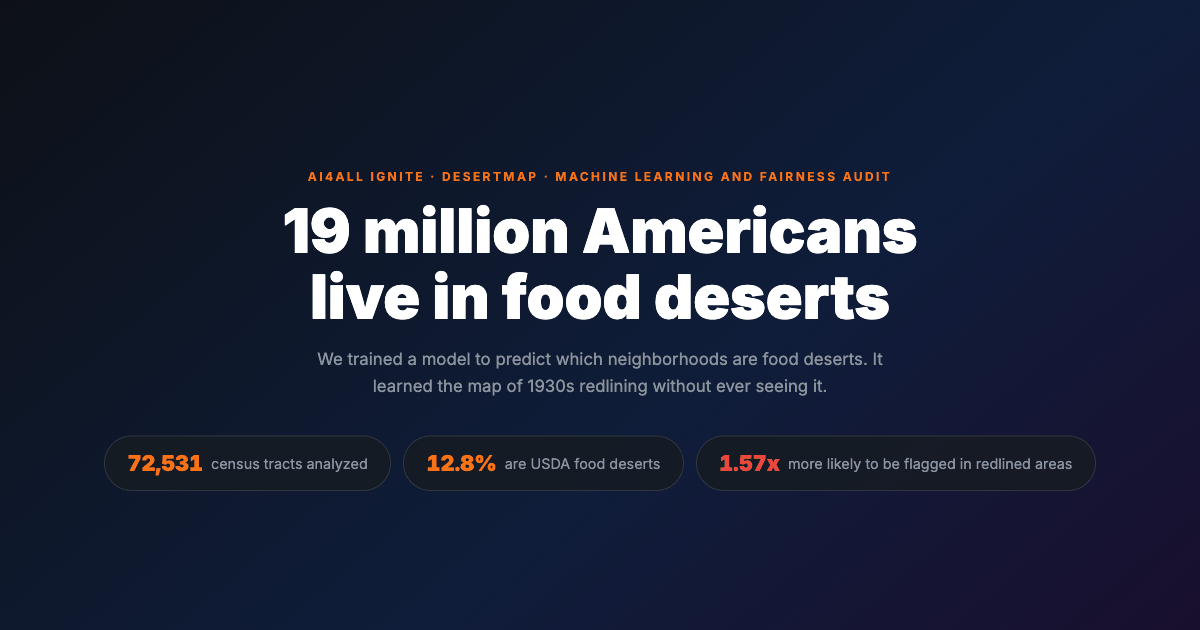 AI4ALL IGNITE · DESERTMAP · MACHINE LEARNING AND FAIRNESS AUDIT
19 million Americans
live in food deserts
We trained a model to predict which neighborhoods are food deserts. It
learned the map of 1930s redlining without ever seeing it.
72,531 census tracts analyzed
12.8% are USDA food deserts
1.57x more likely to be flagged in redlined areas